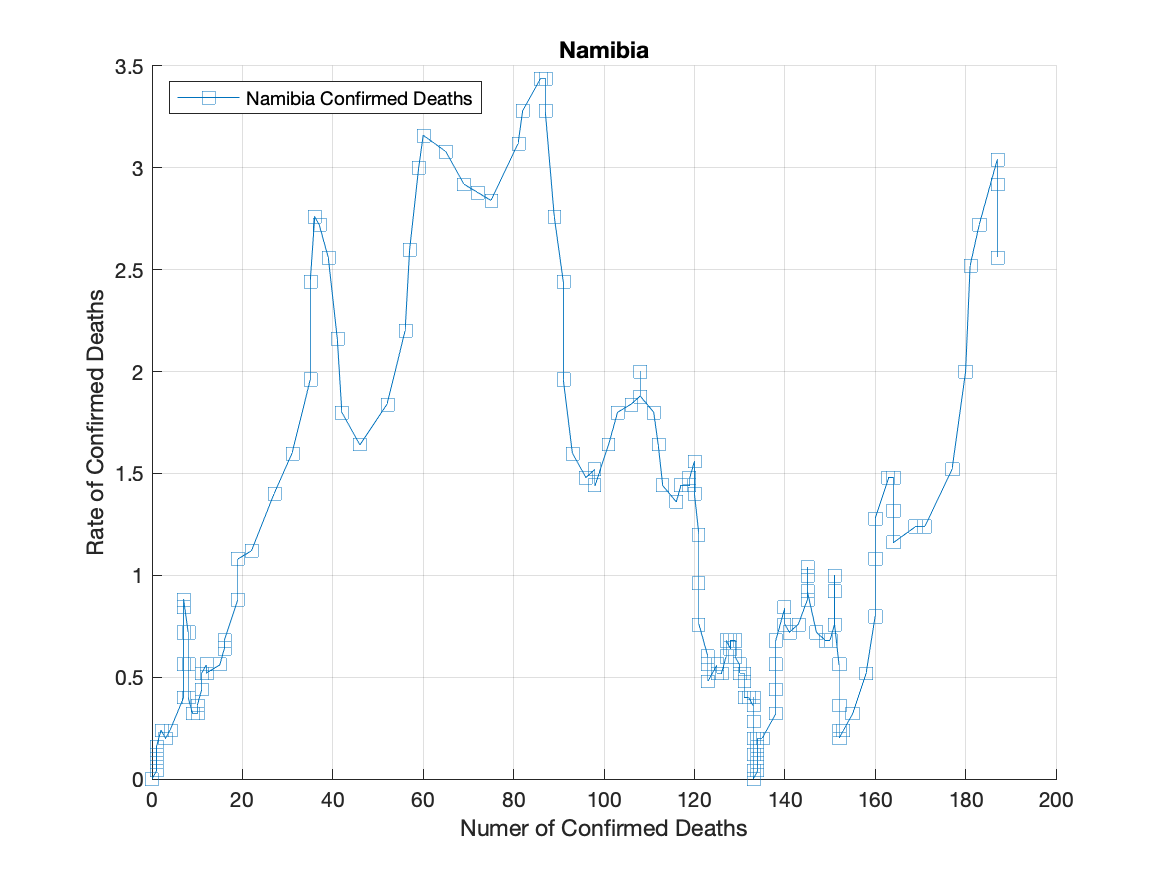 Namibia
Namibia Confirmed Deaths
Rate of Confirmed Deaths
3.5
3
2.5
2
1.5
1
0.5
0
0 20 40 60 80 100 120 140 160 180 200
Numer of Confirmed Deaths